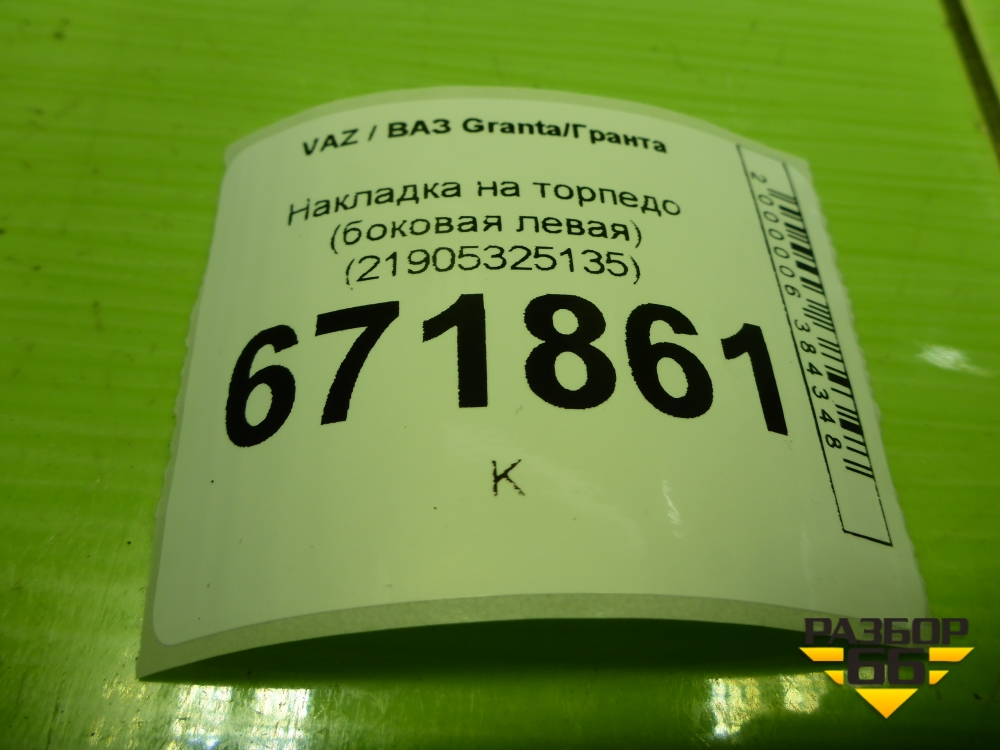 VAZ / ВАЗ Granta/Гранта
Накладка на торпедо
(боковая левая)
(21905325135)
671861
К
2000006384348
РАЗБОР
66